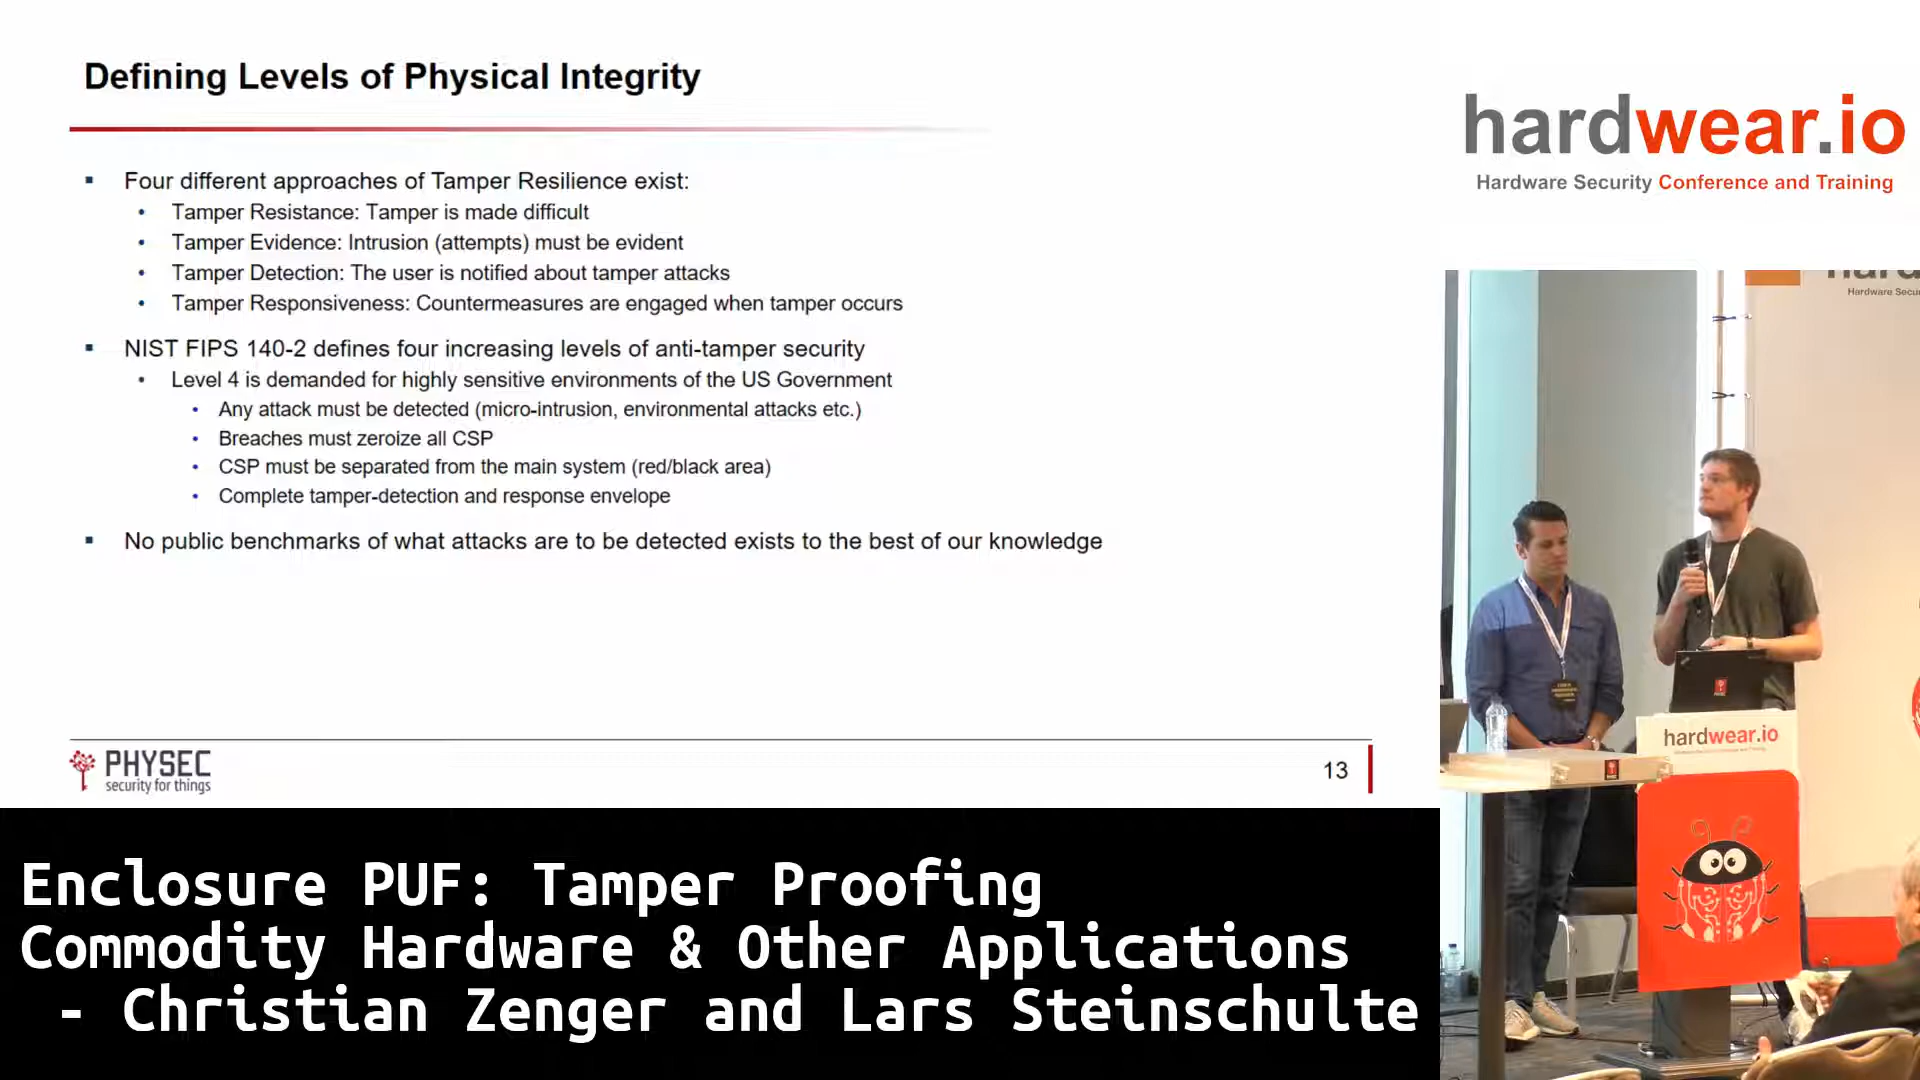 Defining Levels of Physical Integrity
Four different approaches of Tamper Resilience exist:
Tamper Resistance: Tamper is made difficult
Tamper Evidence: Intrusion (attempts) must be evident
Tamper Detection: The user is notified about tamper attacks
Tamper Responsiveness: Countermeasures are engaged when tamper occurs
NIST FIPS 140-2 defines four increasing levels of anti-tamper security
Level 4 is demanded for highly sensitive environments of the US Government
Any attack must be detected (micro-intrusion, environmental attacks etc.)
Breaches must zeroize all CSP
CSP must be separated from the main system (red/black area)
Complete tamper-detection and response envelope
No public benchmarks of what attacks are to be detected exists to the best of our knowledge
PHYSEC
security for things
13
hardwear.io
Hardware Security Conference and Training
Hardware
hardwear.io
Enclosure PUF: Tamper Proofing
Commodity Hardware & Other Applications
- Christian Zenger and Lars Steinschulte